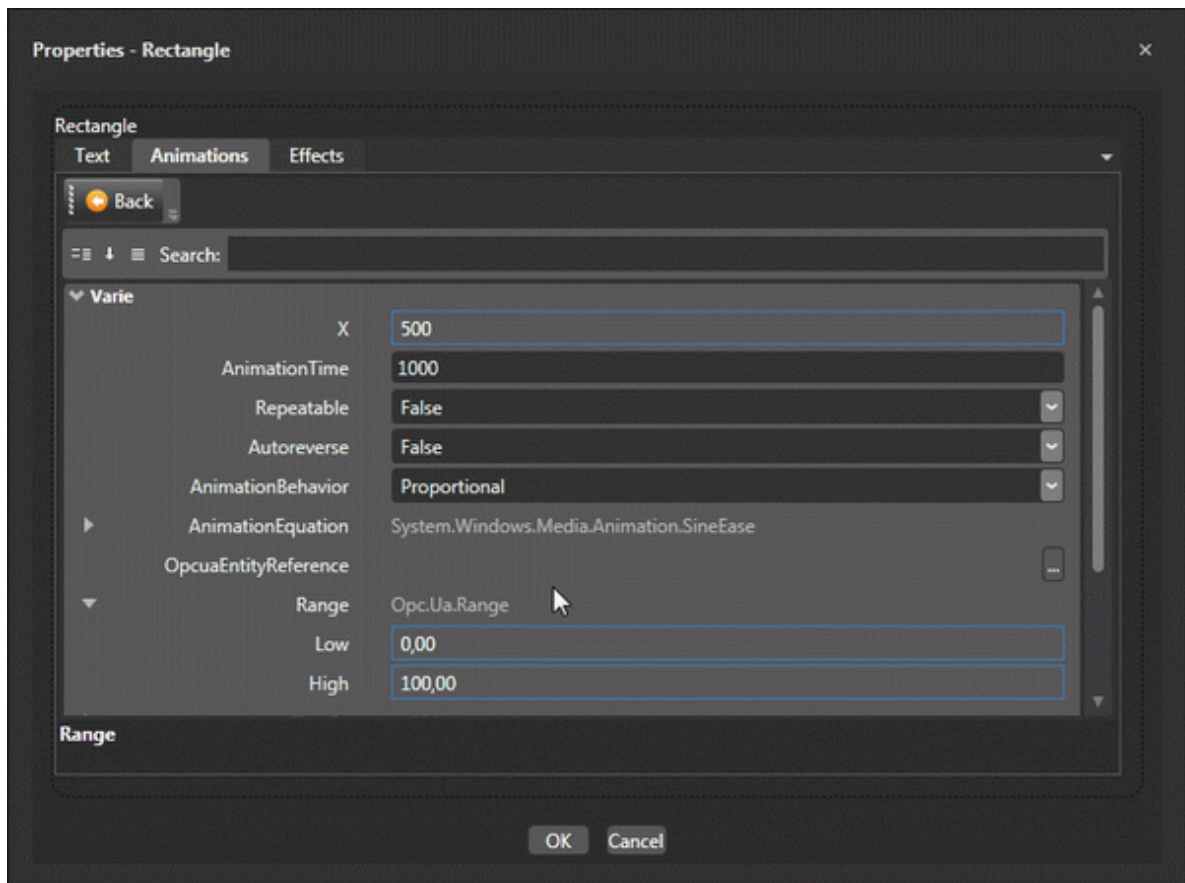 Properties - Rectangle
Rectangle
Text Animations Effects
Back
Search:
Varie
X 500
AnimationTime 1000
Repeatable False
Autoreverse False
AnimationBehavior Proportional
AnimationEquation System.Windows.Media.Animation.SineEase
OpcuaEntityReference ...
Range Opc.Ua.Range
Low 0,00
High 100,00
Range
OK Cancel